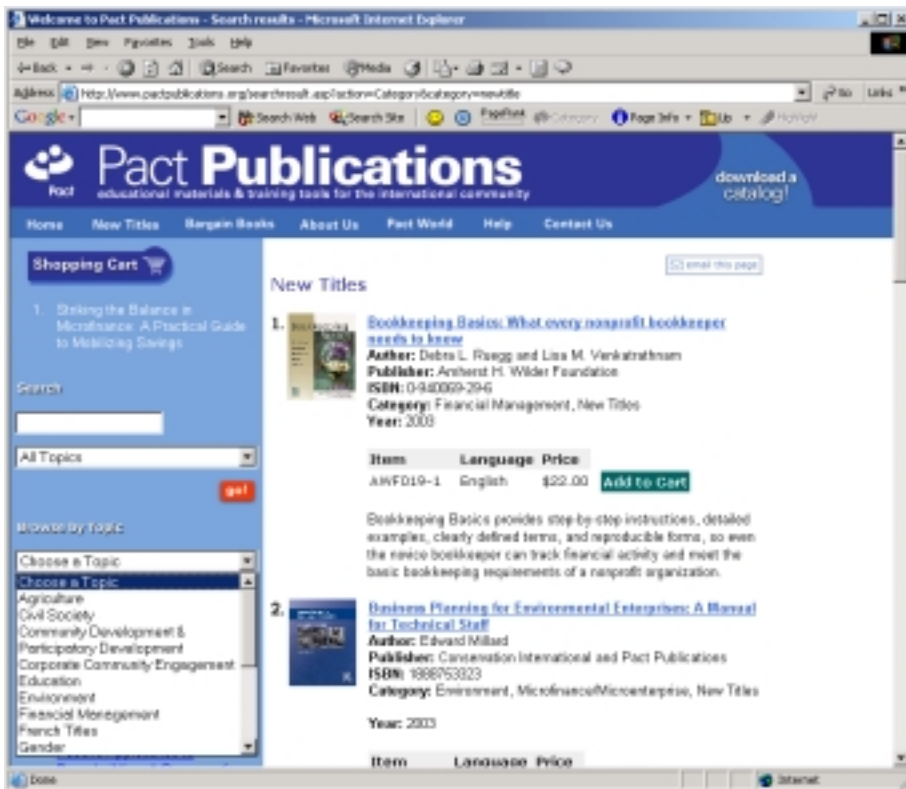 Welcome to Pact Publications - Search results - Microsoft Internet Explorer
File Edit View Favorites Tools Help
Back Search Favorites Media
Address http://www.pactpublications.org/searchresult.asp?action=Category&category=newtitle Go Links
Google Search Web Search Site PageRank Category Page Info Up Highlight
Pact
Pact Publications
educational materials & training tools for the international community
download a
catalog!
Home New Titles Bargain Books About Us Pact World Help Contact Us
Shopping Cart
1. Striking the Balance in
Microfinance: A Practical Guide
to Mobilizing Savings
Search
All Topics
go!
Browse by Topic
Choose a Topic
Choose a Topic
Agriculture
Civil Society
Community Development &
Participatory Development
Corporate Community Engagement
Education
Environment
Financial Management
French Titles
Gender
email this page
New Titles
1.
Bookkeeping
Bookkeeping Basics: What every nonprofit bookkeeper
needs to know
Author: Debra L. Ruegg and Lisa M. Venkatrathnam
Publisher: Amherst H. Wilder Foundation
ISBN: 0-940069-29-6
Category: Financial Management, New Titles
Year: 2003
Item Language Price
AWF019-1 English $22.00 Add to Cart
Bookkeeping Basics provides step-by-step instructions, detailed
examples, clearly defined terms, and reproducible forms, so even
the novice bookkeeper can track financial activity and meet the
basic bookkeeping requirements of a nonprofit organization.
2.
Business Planning for Environmental Enterprises: A Manual
for Technical Staff
Author: Edward Millard
Publisher: Conservation International and Pact Publications
ISBN: 1888753323
Category: Environment, Microfinance/Microenterprise, New Titles
Year: 2003
Item Language Price
Done Internet